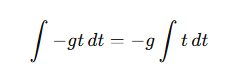 ∫ −gt dt = −g ∫ t dt